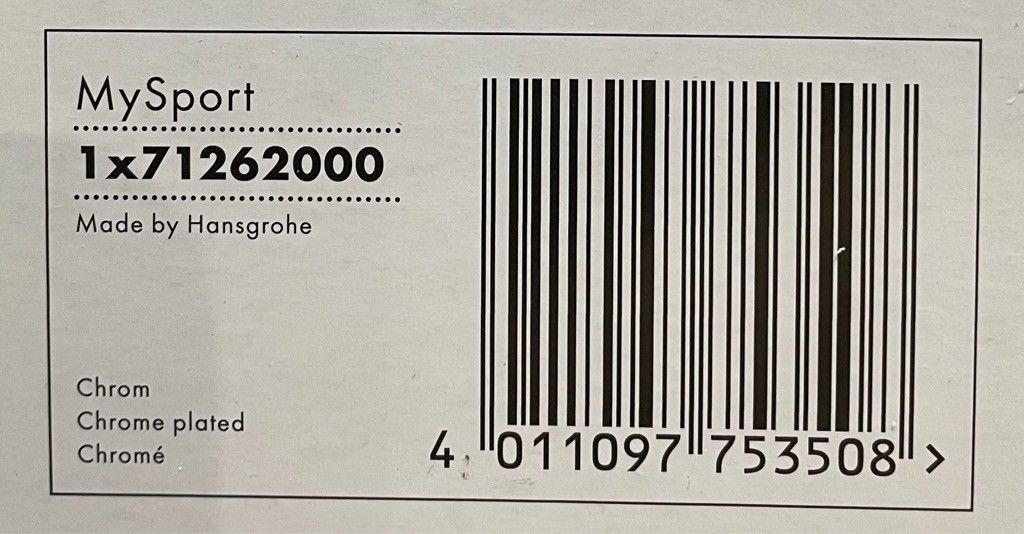 MySport
1x71262000
Made by Hansgrohe
Chrom
Chrome plated
Chromé
4 011097 753508 >